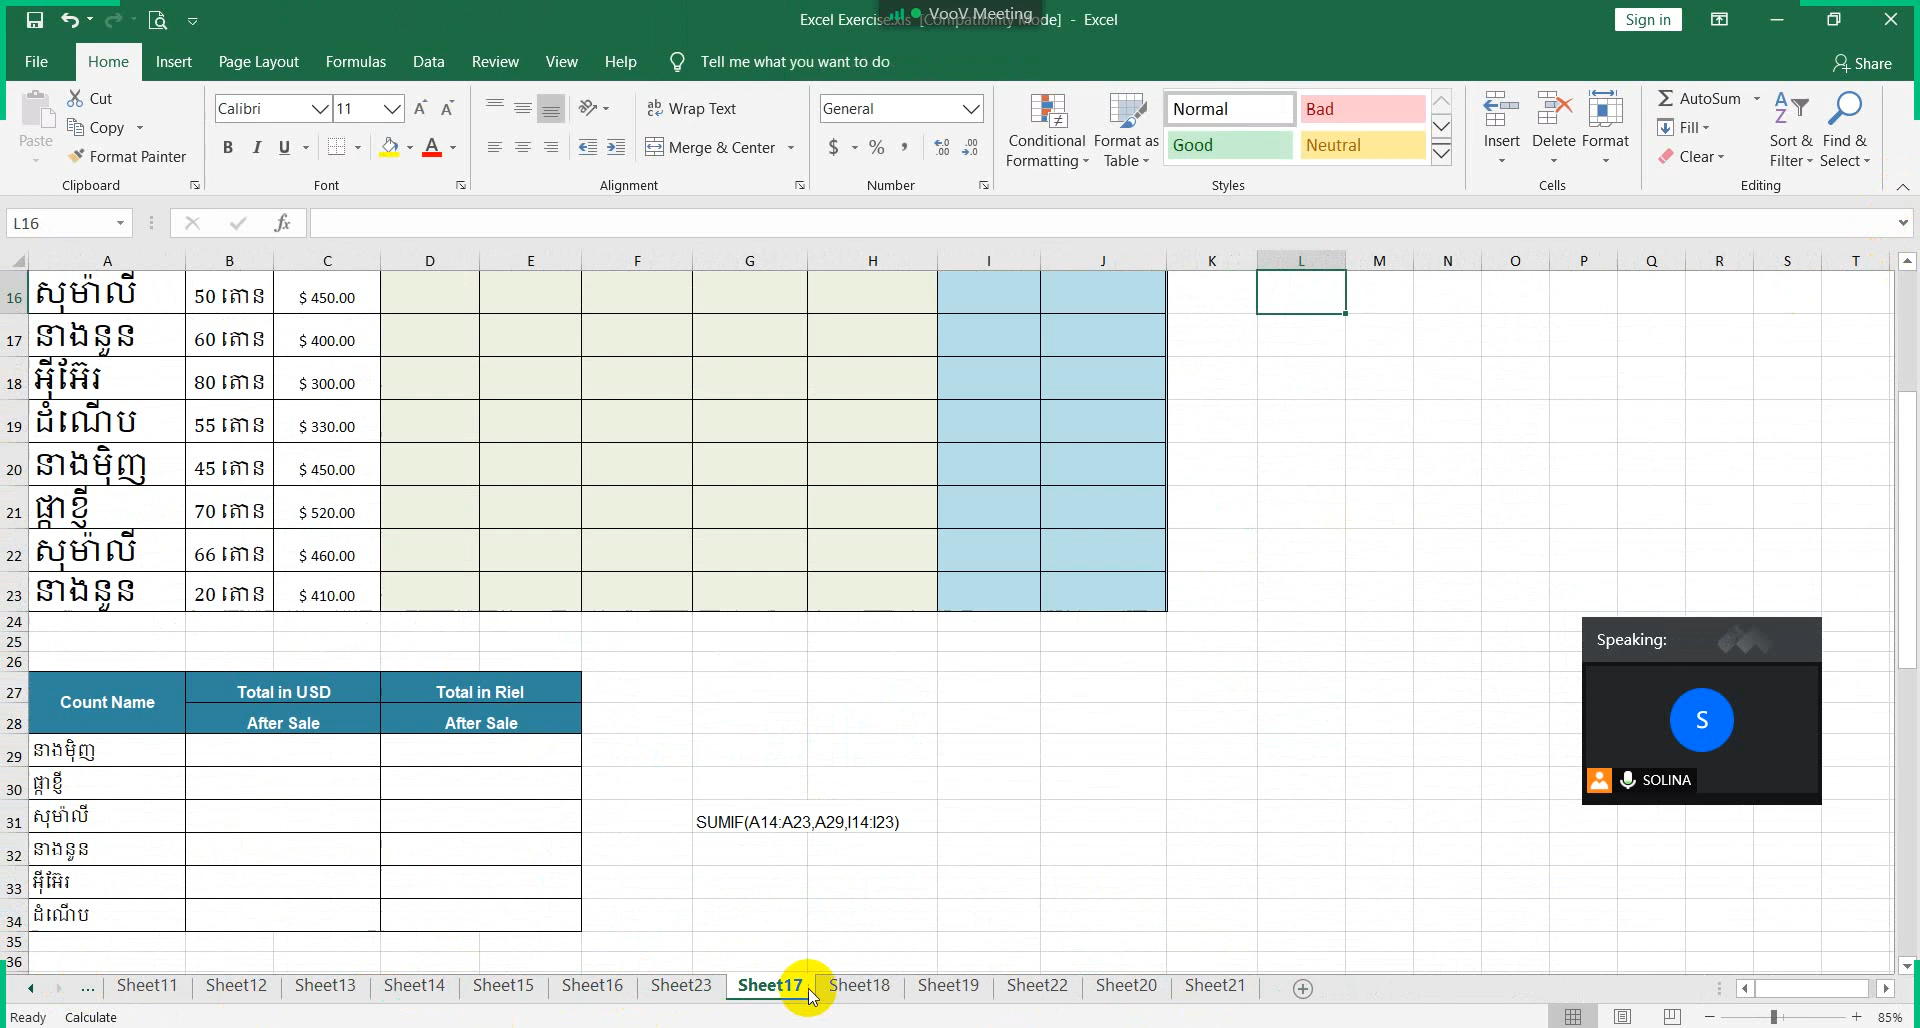 Excel Exercise.xls [Compatibility Mode] - Excel
VooV Meeting
Sign in
File Home Insert Page Layout Formulas Data Review View Help Tell me what you want to do Share
Paste
Cut
Copy
Format Painter
Clipboard
Calibri 11
B I U
Font
Wrap Text
Merge & Center
Alignment
General
$ % ,
Number
Conditional Formatting
Format as Table
Normal Bad
Good Neutral
Styles
Insert Delete Format
Cells
AutoSum
Fill
Clear
Sort & Filter
Find & Select
Editing
L16
fx
A B C D E F G H I J K L M N O P Q R S T
16 សុម៉ាលី 50 តោន $ 450.00
17 នាងនួន 60 តោន $ 400.00
18 អ៊ីអ៊ែរ 80 តោន $ 300.00
19 ដំណើប 55 តោន $ 330.00
20 នាងម៉ិញ 45 តោន $ 450.00
21 ផ្កាខ្ញី 70 តោន $ 520.00
22 សុម៉ាលី 66 តោន $ 460.00
23 នាងនួន 20 តោន $ 410.00
24
25
26
27 Count Name Total in USD Total in Riel
28 After Sale After Sale
29 នាងម៉ិញ
30 ផ្កាខ្ញី
31 សុម៉ាលី SUMIF(A14:A23,A29,I14:I23)
32 នាងនួន
33 អ៊ីអ៊ែរ
34 ដំណើប
35
36
Speaking:
S
SOLINA
... Sheet11 Sheet12 Sheet13 Sheet14 Sheet15 Sheet16 Sheet23 Sheet17 Sheet18 Sheet19 Sheet22 Sheet20 Sheet21
Ready Calculate 85%